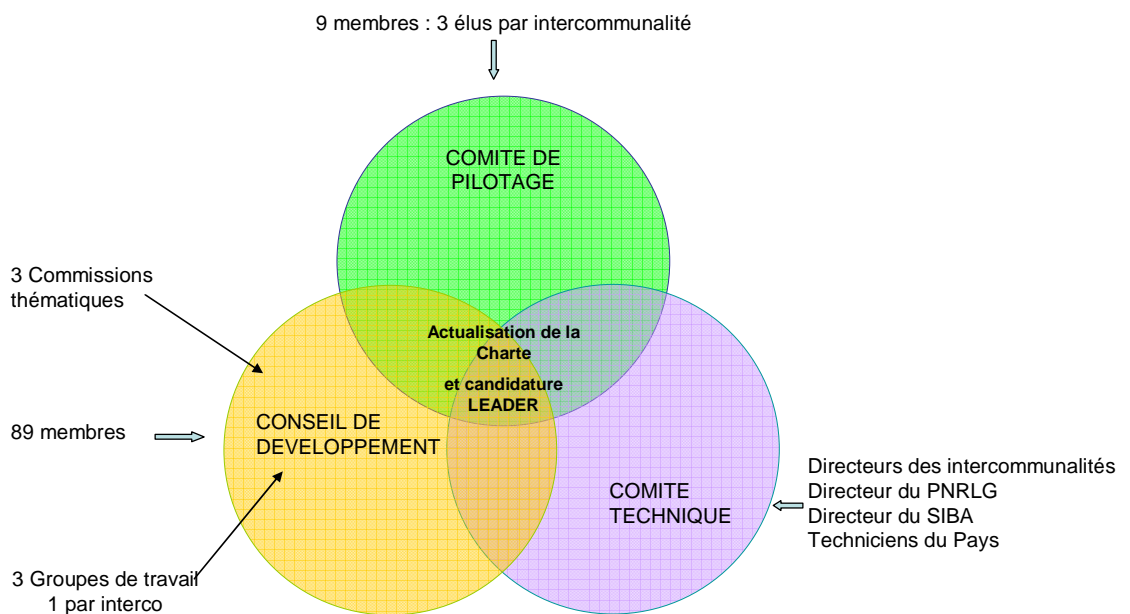 9 membres : 3 élus par intercommunalité
COMITE DE
PILOTAGE
3 Commissions
thématiques
Actualisation de la
Charte
et candidature
LEADER
89 membres
CONSEIL DE
DEVELOPPEMENT
COMITE
TECHNIQUE
Directeurs des intercommunalités
Directeur du PNRLG
Directeur du SIBA
Techniciens du Pays
3 Groupes de travail
1 par interco